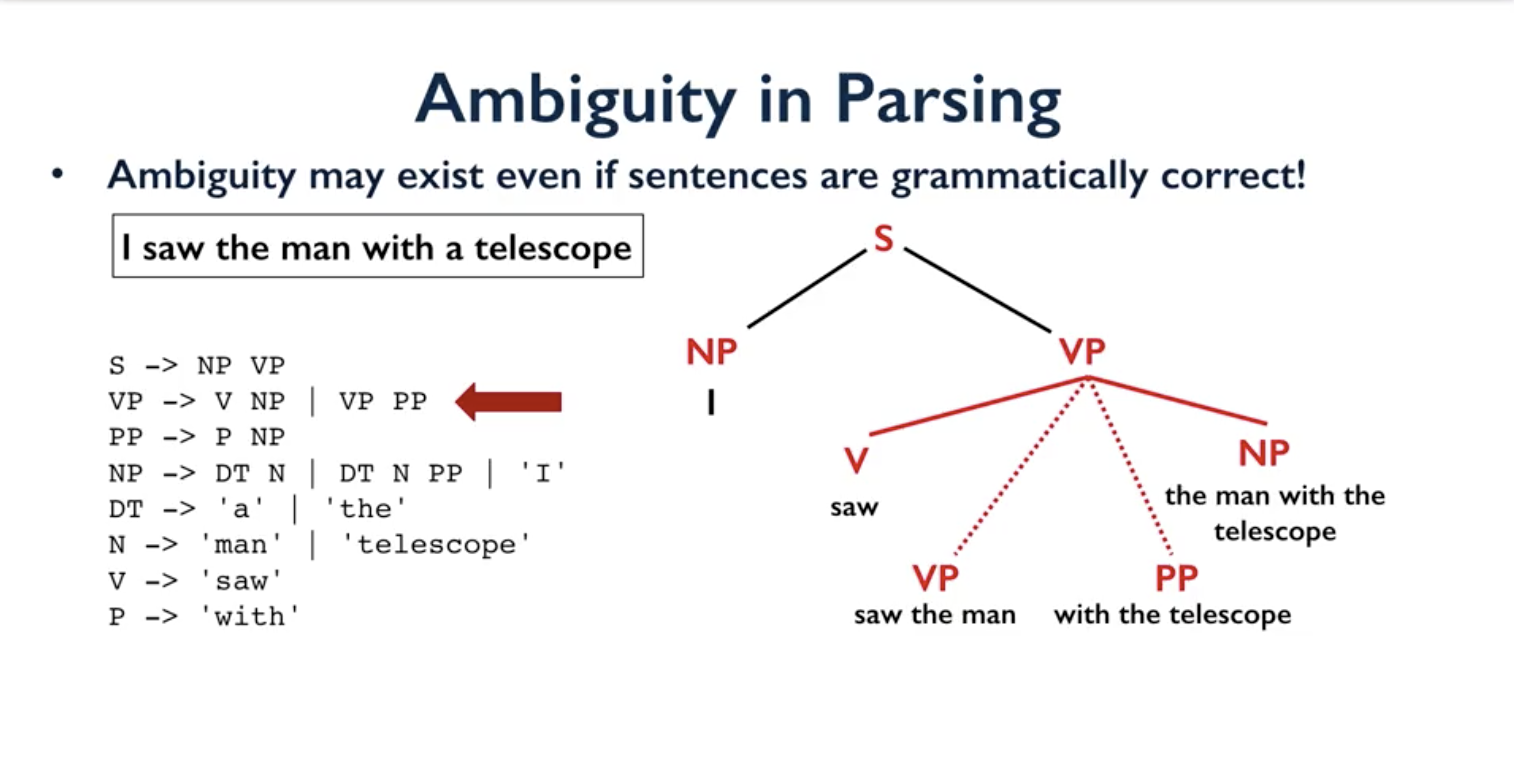 Ambiguity in Parsing
• Ambiguity may exist even if sentences are grammatically correct!
I saw the man with a telescope
S -> NP VP
VP -> V NP | VP PP
PP -> P NP
NP -> DT N | DT N PP | 'I'
DT -> 'a' | 'the'
N -> 'man' | 'telescope'
V -> 'saw'
P -> 'with'
S
NP VP
I
V NP
saw the man with the
telescope
VP PP
saw the man with the telescope